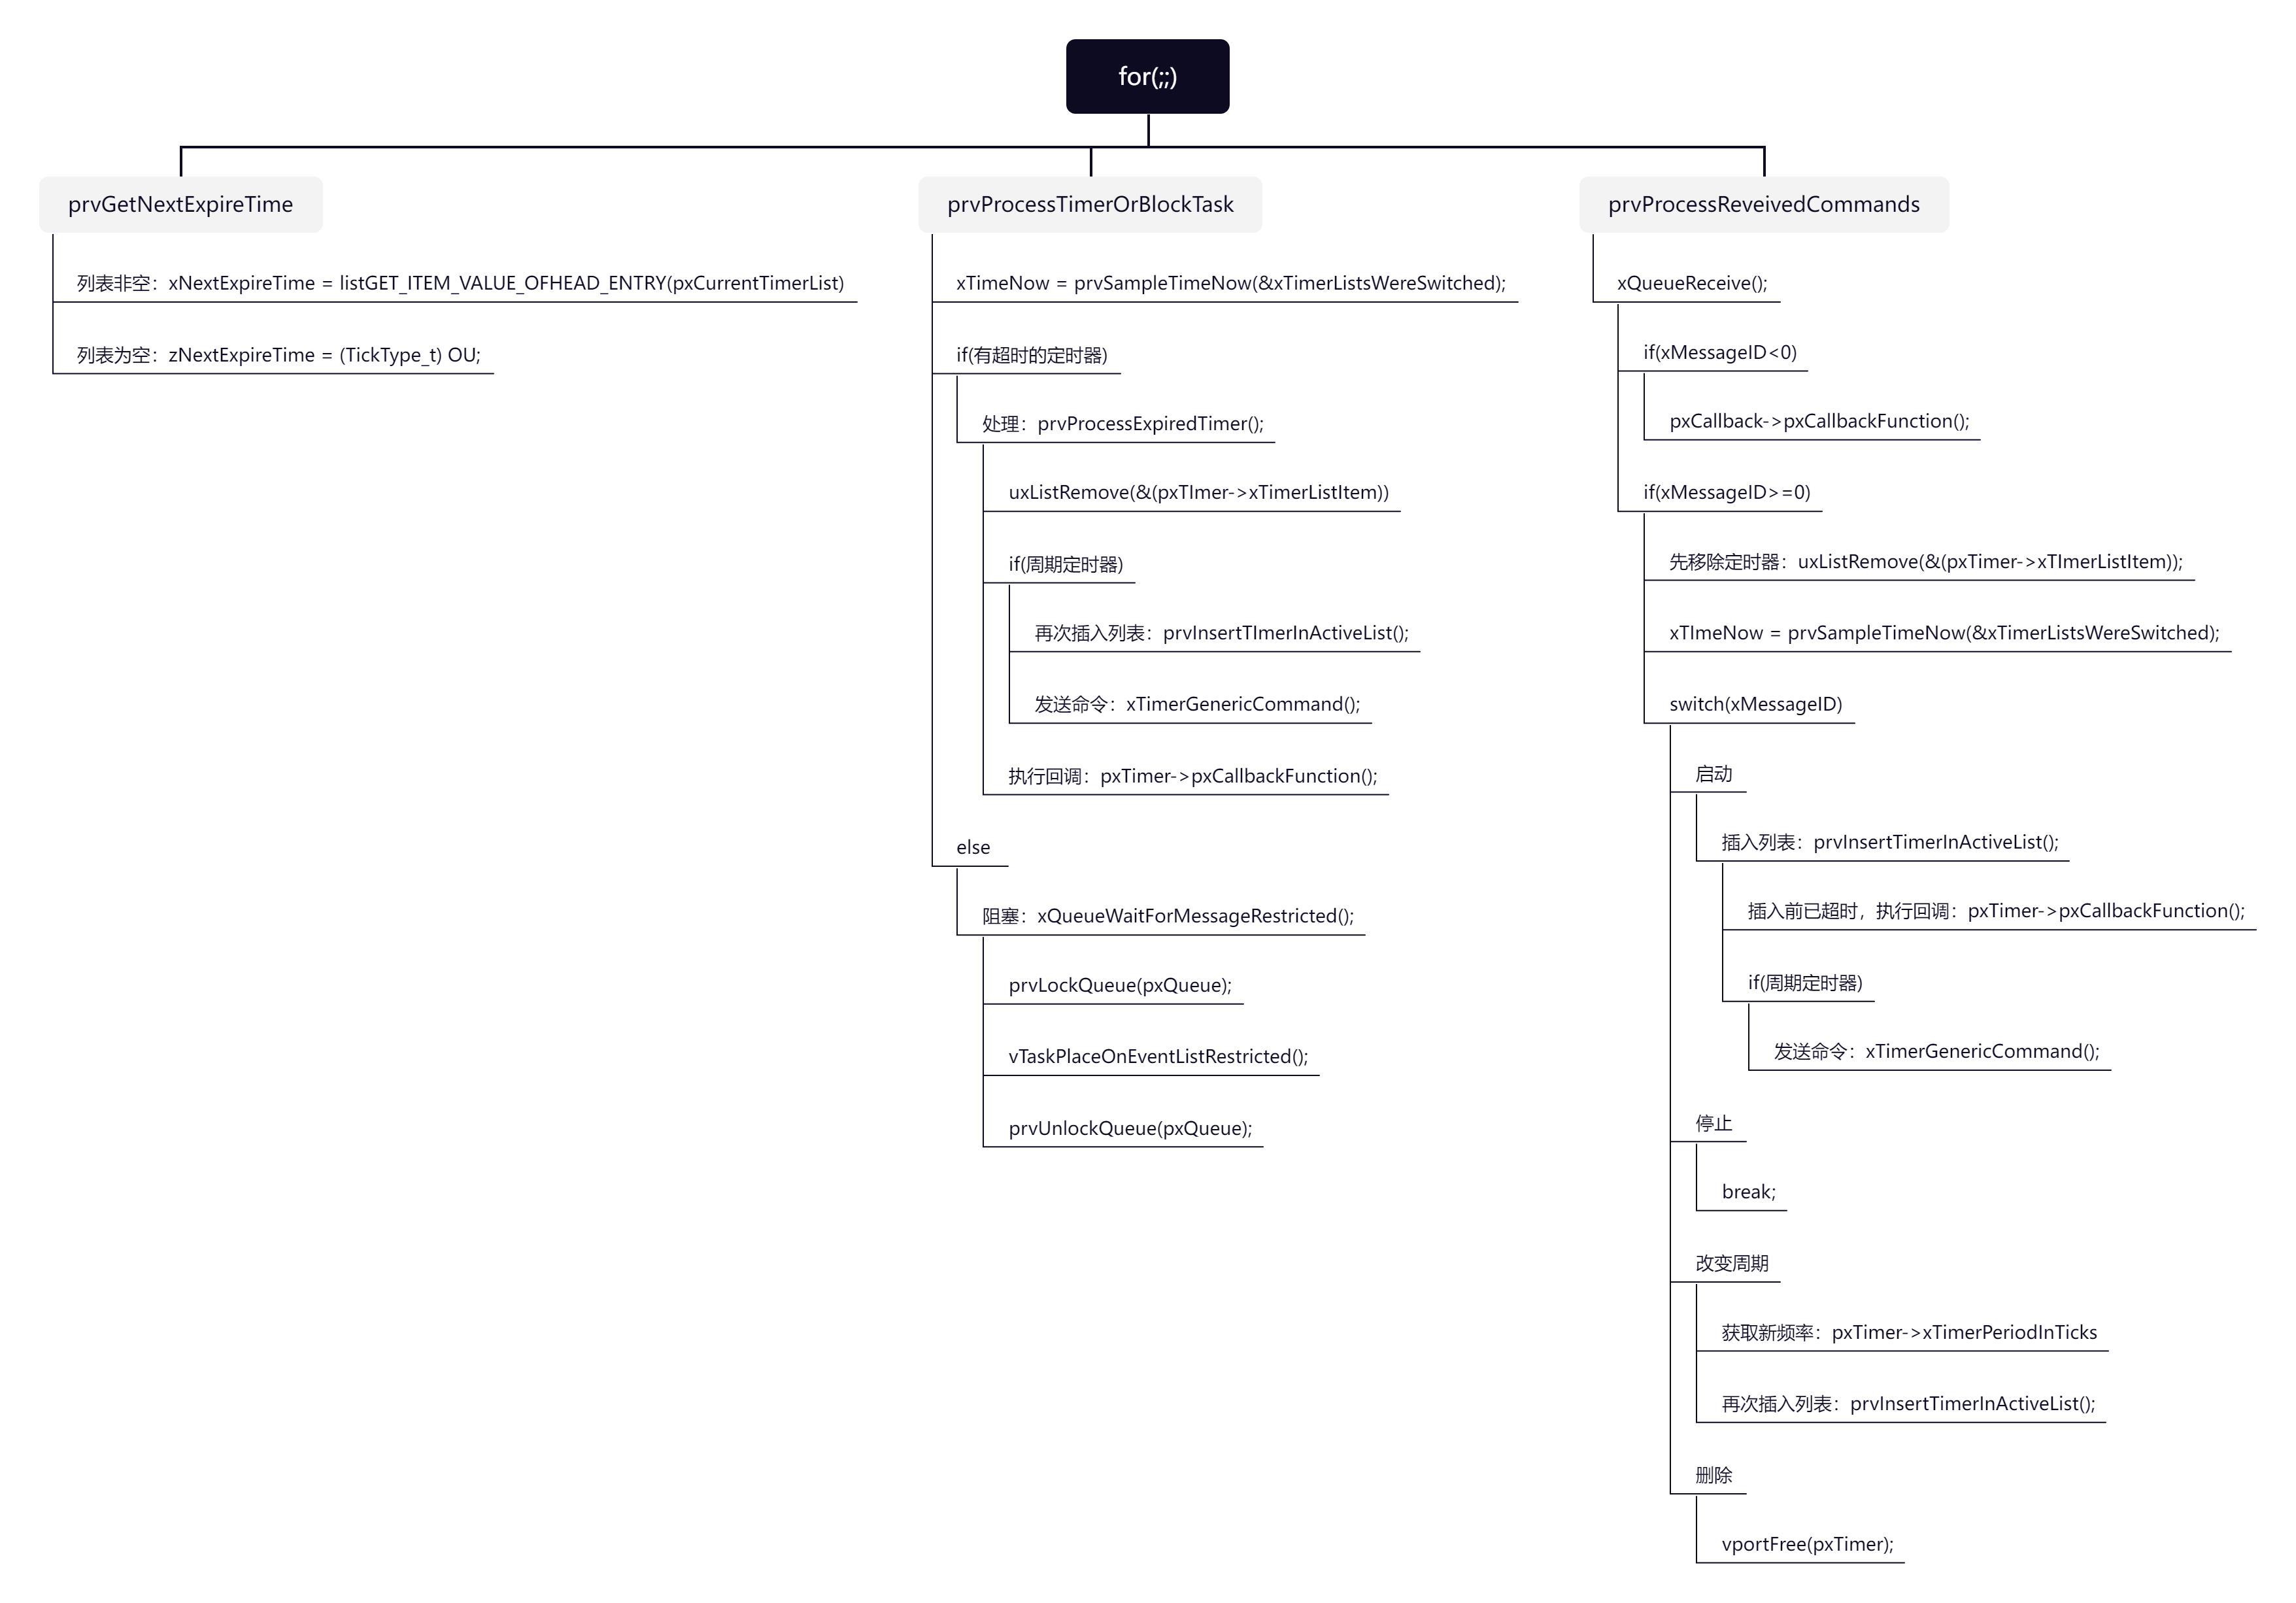 for(;;)
prvGetNextExpireTime
列表非空：xNextExpireTime = listGET_ITEM_VALUE_OFHEAD_ENTRY(pxCurrentTimerList)
列表为空：zNextExpireTime = (TickType_t) OU;
prvProcessTimerOrBlockTask
xTimeNow = prvSampleTimeNow(&xTimerListsWereSwitched);
if(有超时的定时器)
处理：prvProcessExpiredTimer();
uxListRemove(&(pxTImer->xTimerListItem))
if(周期定时器)
再次插入列表：prvInsertTImerInActiveList();
发送命令：xTimerGenericCommand();
执行回调：pxTimer->pxCallbackFunction();
else
阻塞：xQueueWaitForMessageRestricted();
prvLockQueue(pxQueue);
vTaskPlaceOnEventListRestricted();
prvUnlockQueue(pxQueue);
prvProcessReveivedCommands
xQueueReceive();
if(xMessageID<0)
pxCallback->pxCallbackFunction();
if(xMessageID>=0)
先移除定时器：uxListRemove(&(pxTimer->xTImerListItem));
xTImeNow = prvSampleTimeNow(&xTimerListsWereSwitched);
switch(xMessageID)
启动
插入列表：prvInsertTimerInActiveList();
插入前已超时，执行回调：pxTimer->pxCallbackFunction();
if(周期定时器)
发送命令：xTimerGenericCommand();
停止
break;
改变周期
获取新频率：pxTimer->xTimerPeriodInTicks
再次插入列表：prvInsertTimerInActiveList();
删除
vportFree(pxTimer);